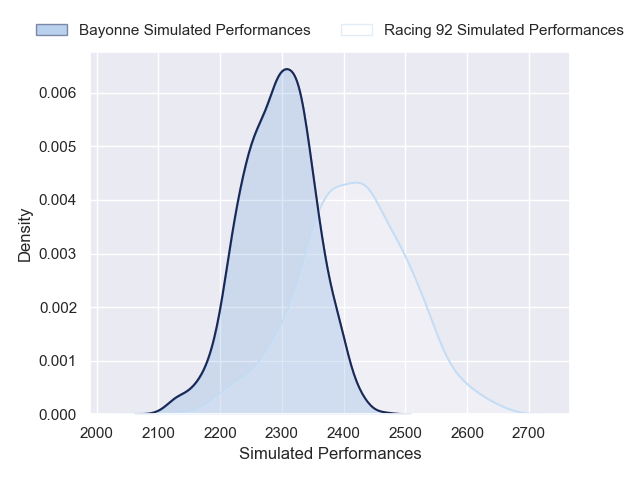 Bayonne Simulated Performances
Racing 92 Simulated Performances
0.006
0.005
0.004
0.003
0.002
0.001
0.000
Density
2000 2100 2200 2300 2400 2500 2600 2700
Simulated Performances